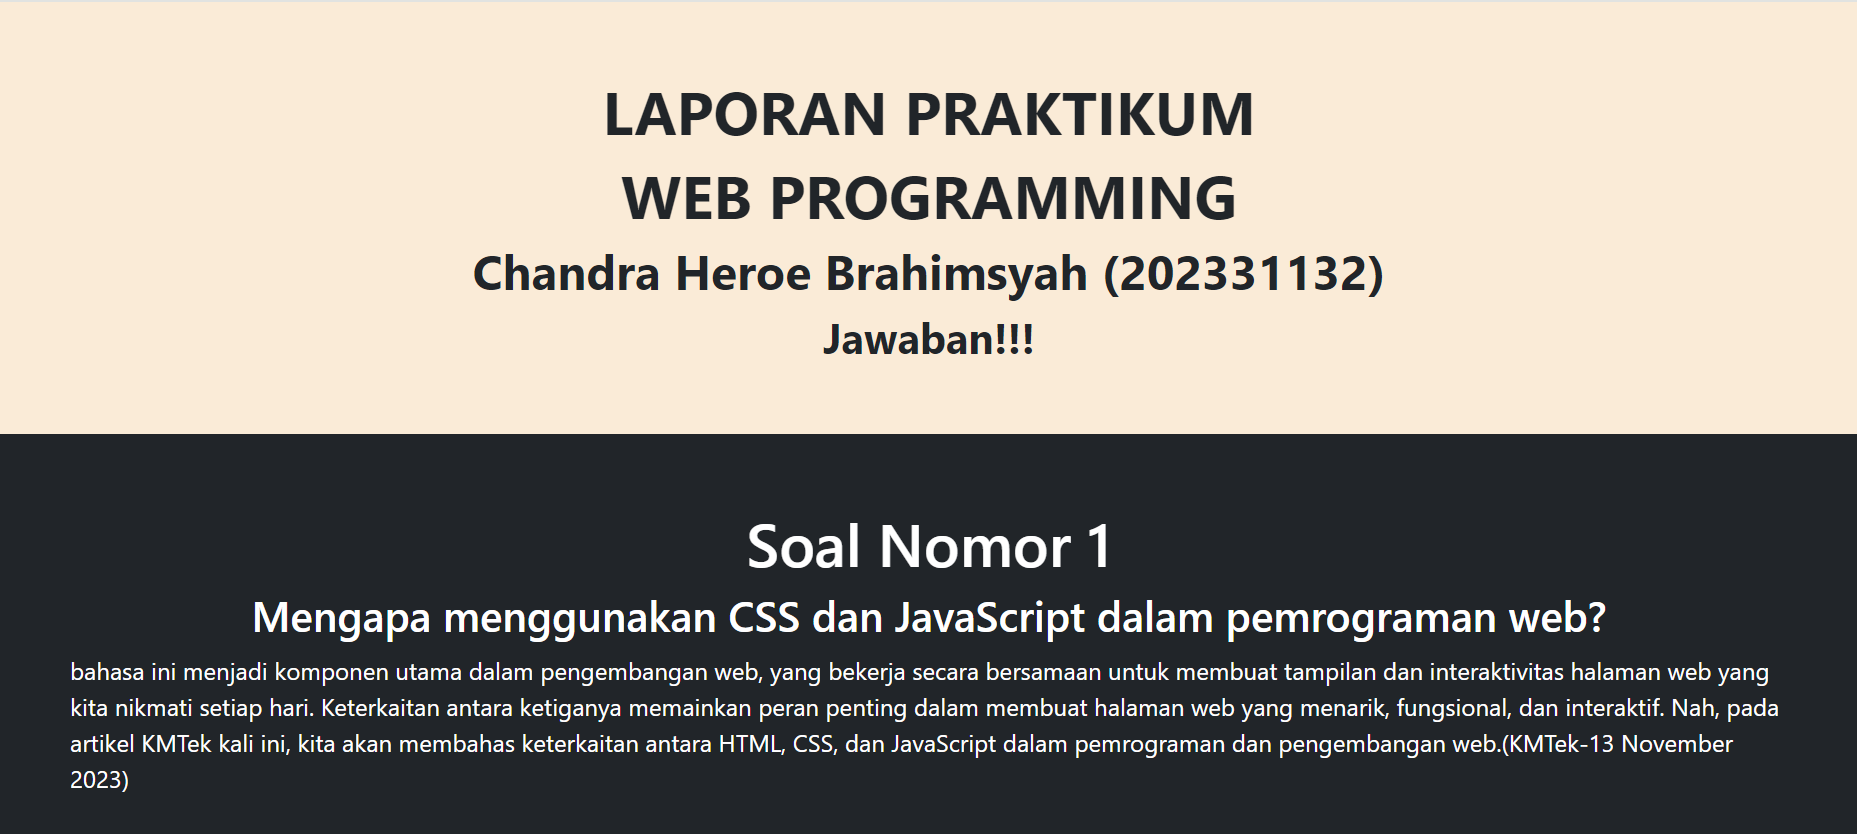 LAPORAN PRAKTIKUM
WEB PROGRAMMING
Chandra Heroe Brahimsyah (202331132)
Jawaban!!!
Soal Nomor 1
Mengapa menggunakan CSS dan JavaScript dalam pemrograman web?
bahasa ini menjadi komponen utama dalam pengembangan web, yang bekerja secara bersamaan untuk membuat tampilan dan interaktivitas halaman web yang
kita nikmati setiap hari. Keterkaitan antara ketiganya memainkan peran penting dalam membuat halaman web yang menarik, fungsional, dan interaktif. Nah, pada
artikel KMTek kali ini, kita akan membahas keterkaitan antara HTML, CSS, dan JavaScript dalam pemrograman dan pengembangan web.(KMTek-13 November
2023)